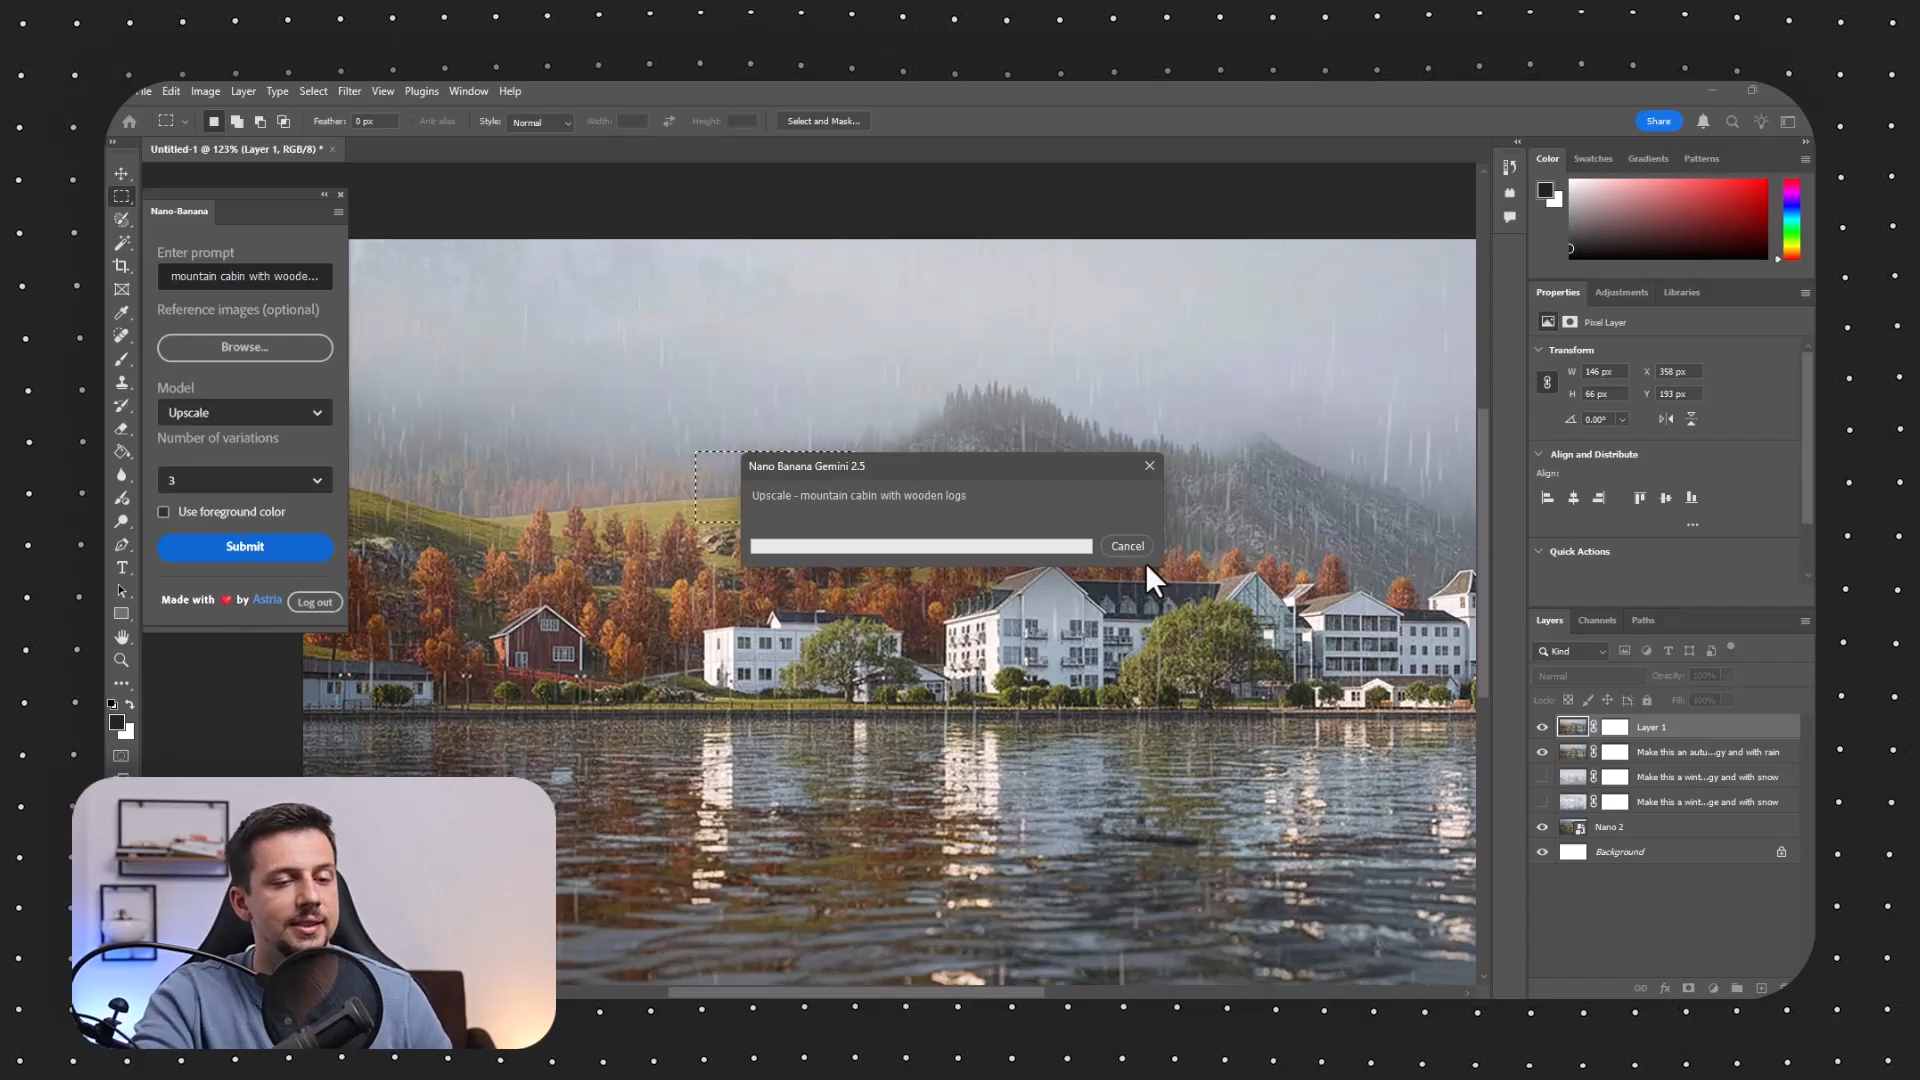 File Edit Image Layer Type Select Filter View Plugins Window Help
Feather: 0 px Anti-alias Style: Normal Width: Height: Select and Mask... Share
Untitled-1 @ 123% (Layer 1, RGB/8) *
Nano-Banana
Enter prompt
mountain cabin with woode...
Reference images (optional)
Browse...
Model
Upscale
Number of variations
3
Use foreground color
Submit
Made with ❤ by Astria Log out
Nano Banana Gemini 2.5
Upscale - mountain cabin with wooden logs
Cancel
Color Swatches Gradients Patterns
Properties Adjustments Libraries
Pixel Layer
Transform
W 146 px X 358 px
H 66 px Y 193 px
0.00°
Align and Distribute
Align:
Quick Actions
Layers Channels Paths
Kind
Normal Opacity: 100%
Lock: Fill: 100%
Layer 1
Make this an autu...gy and with rain
Make this a wint...gy and with snow
Make this a wint...ge and with snow
Nano 2
Background